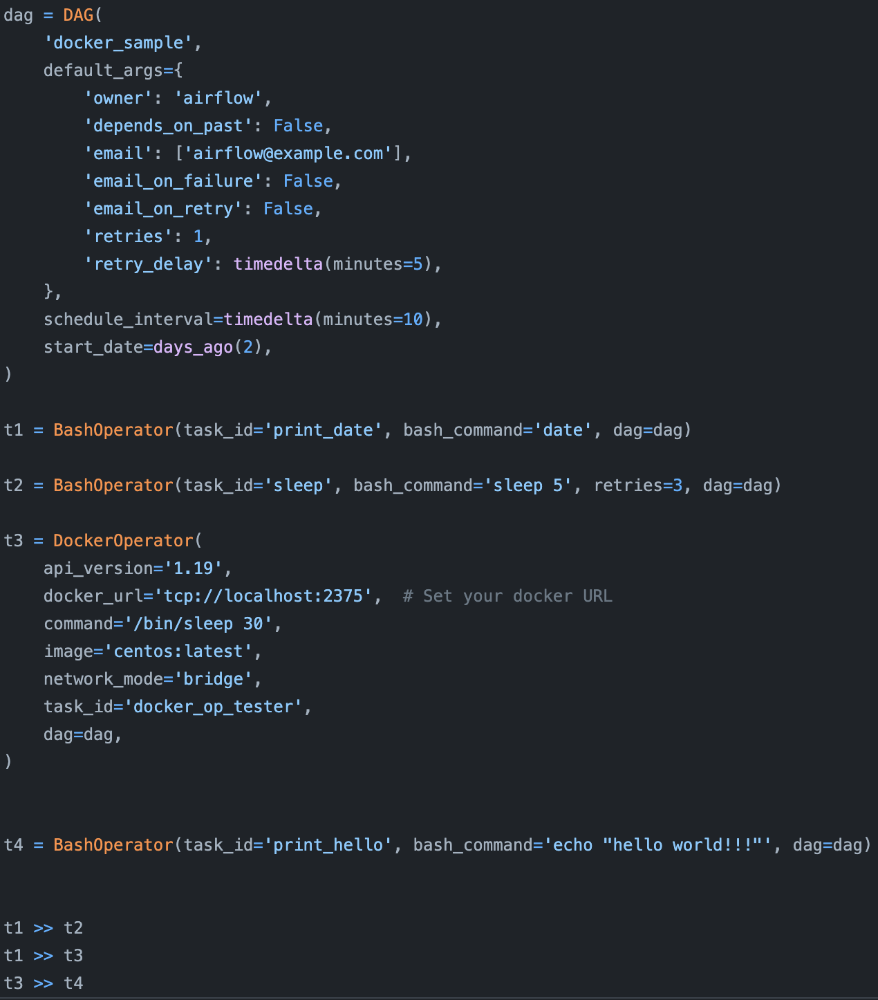 dag = DAG(
    'docker_sample',
    default_args={
        'owner': 'airflow',
        'depends_on_past': False,
        'email': ['airflow@example.com'],
        'email_on_failure': False,
        'email_on_retry': False,
        'retries': 1,
        'retry_delay': timedelta(minutes=5),
    },
    schedule_interval=timedelta(minutes=10),
    start_date=days_ago(2),
)
t1 = BashOperator(task_id='print_date', bash_command='date', dag=dag)
t2 = BashOperator(task_id='sleep', bash_command='sleep 5', retries=3, dag=dag)
t3 = DockerOperator(
    api_version='1.19',
    docker_url='tcp://localhost:2375',  # Set your docker URL
    command='/bin/sleep 30',
    image='centos:latest',
    network_mode='bridge',
    task_id='docker_op_tester',
    dag=dag,
)
t4 = BashOperator(task_id='print_hello', bash_command='echo "hello world!!!"', dag=dag)
t1 >> t2
t1 >> t3
t3 >> t4